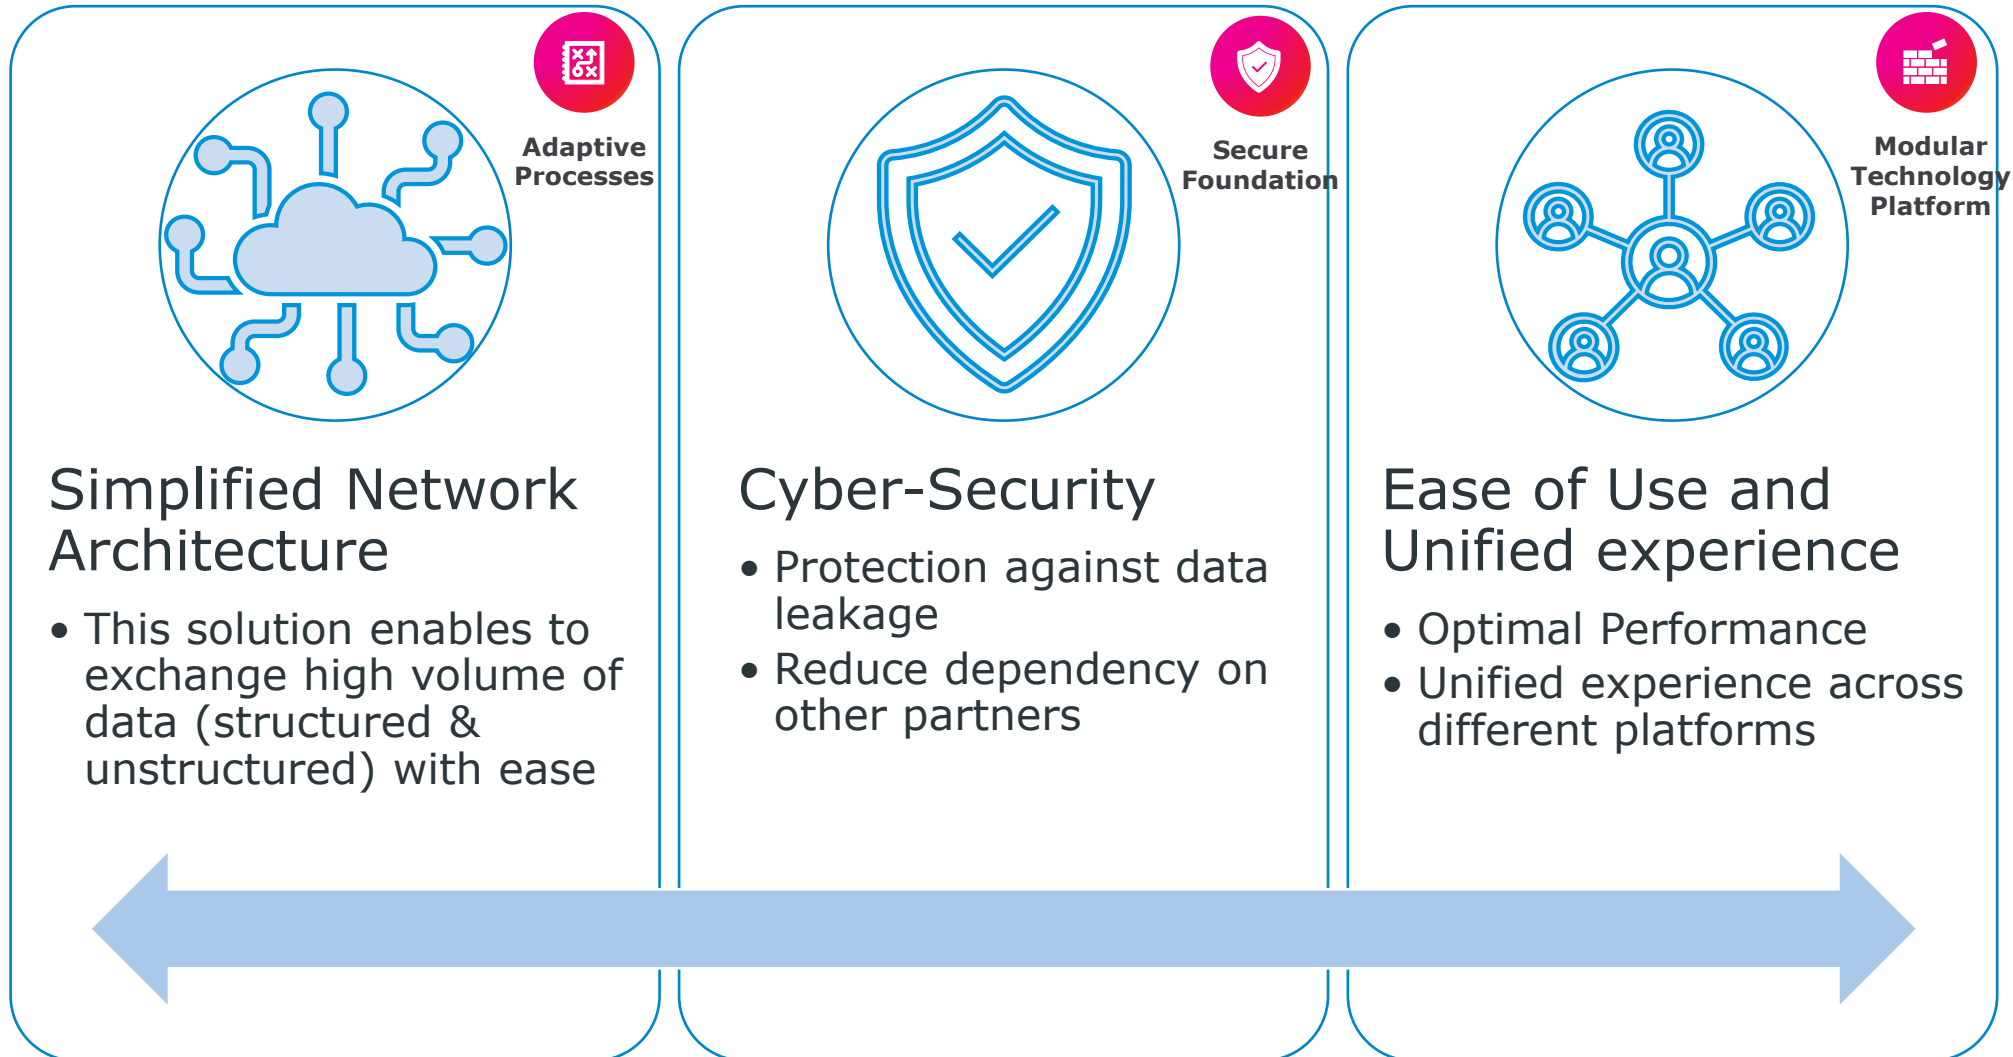 Adaptive
Processes
Simplified Network
Architecture
• This solution enables to
exchange high volume of
data (structured &
unstructured) with ease
Secure
Foundation
Cyber-Security
• Protection against data
leakage
• Reduce dependency on
other partners
Modular
Technology
Platform
Ease of Use and
Unified experience
• Optimal Performance
• Unified experience across
different platforms